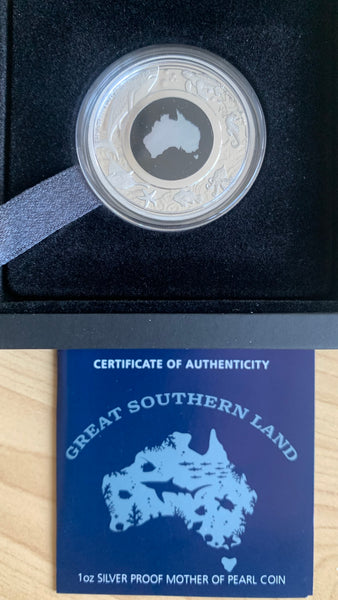 CERTIFICATE OF AUTHENTICITY
GREAT SOUTHERN LAND
1oz SILVER PROOF MOTHER OF PEARL COIN